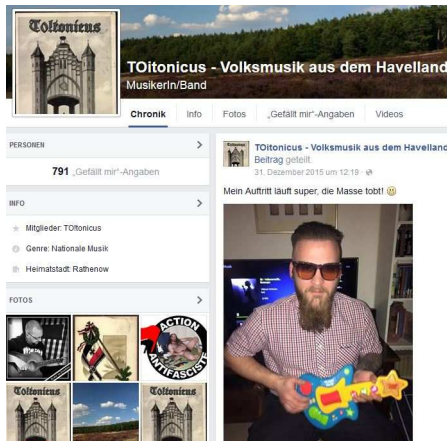 Toitonicus
TOitonicus - Volksmusik aus dem Havelland
MusikerIn/Band
Chronik Info Fotos „Gefällt mir“-Angaben Videos
PERSONEN
791 „Gefällt mir“-Angaben
INFO
Mitglieder: TOitonicus
Genre: Nationale Musik
Heimatstadt: Rathenow
FOTOS
ACTION
ANTIFASCISTE
Toitonicus
Toitonicus
TOitonicus - Volksmusik aus dem Havelland
Beitrag geteilt.
31. Dezember 2015 um 12:19 ·
Mein Auftritt läuft super, die Masse tobt!